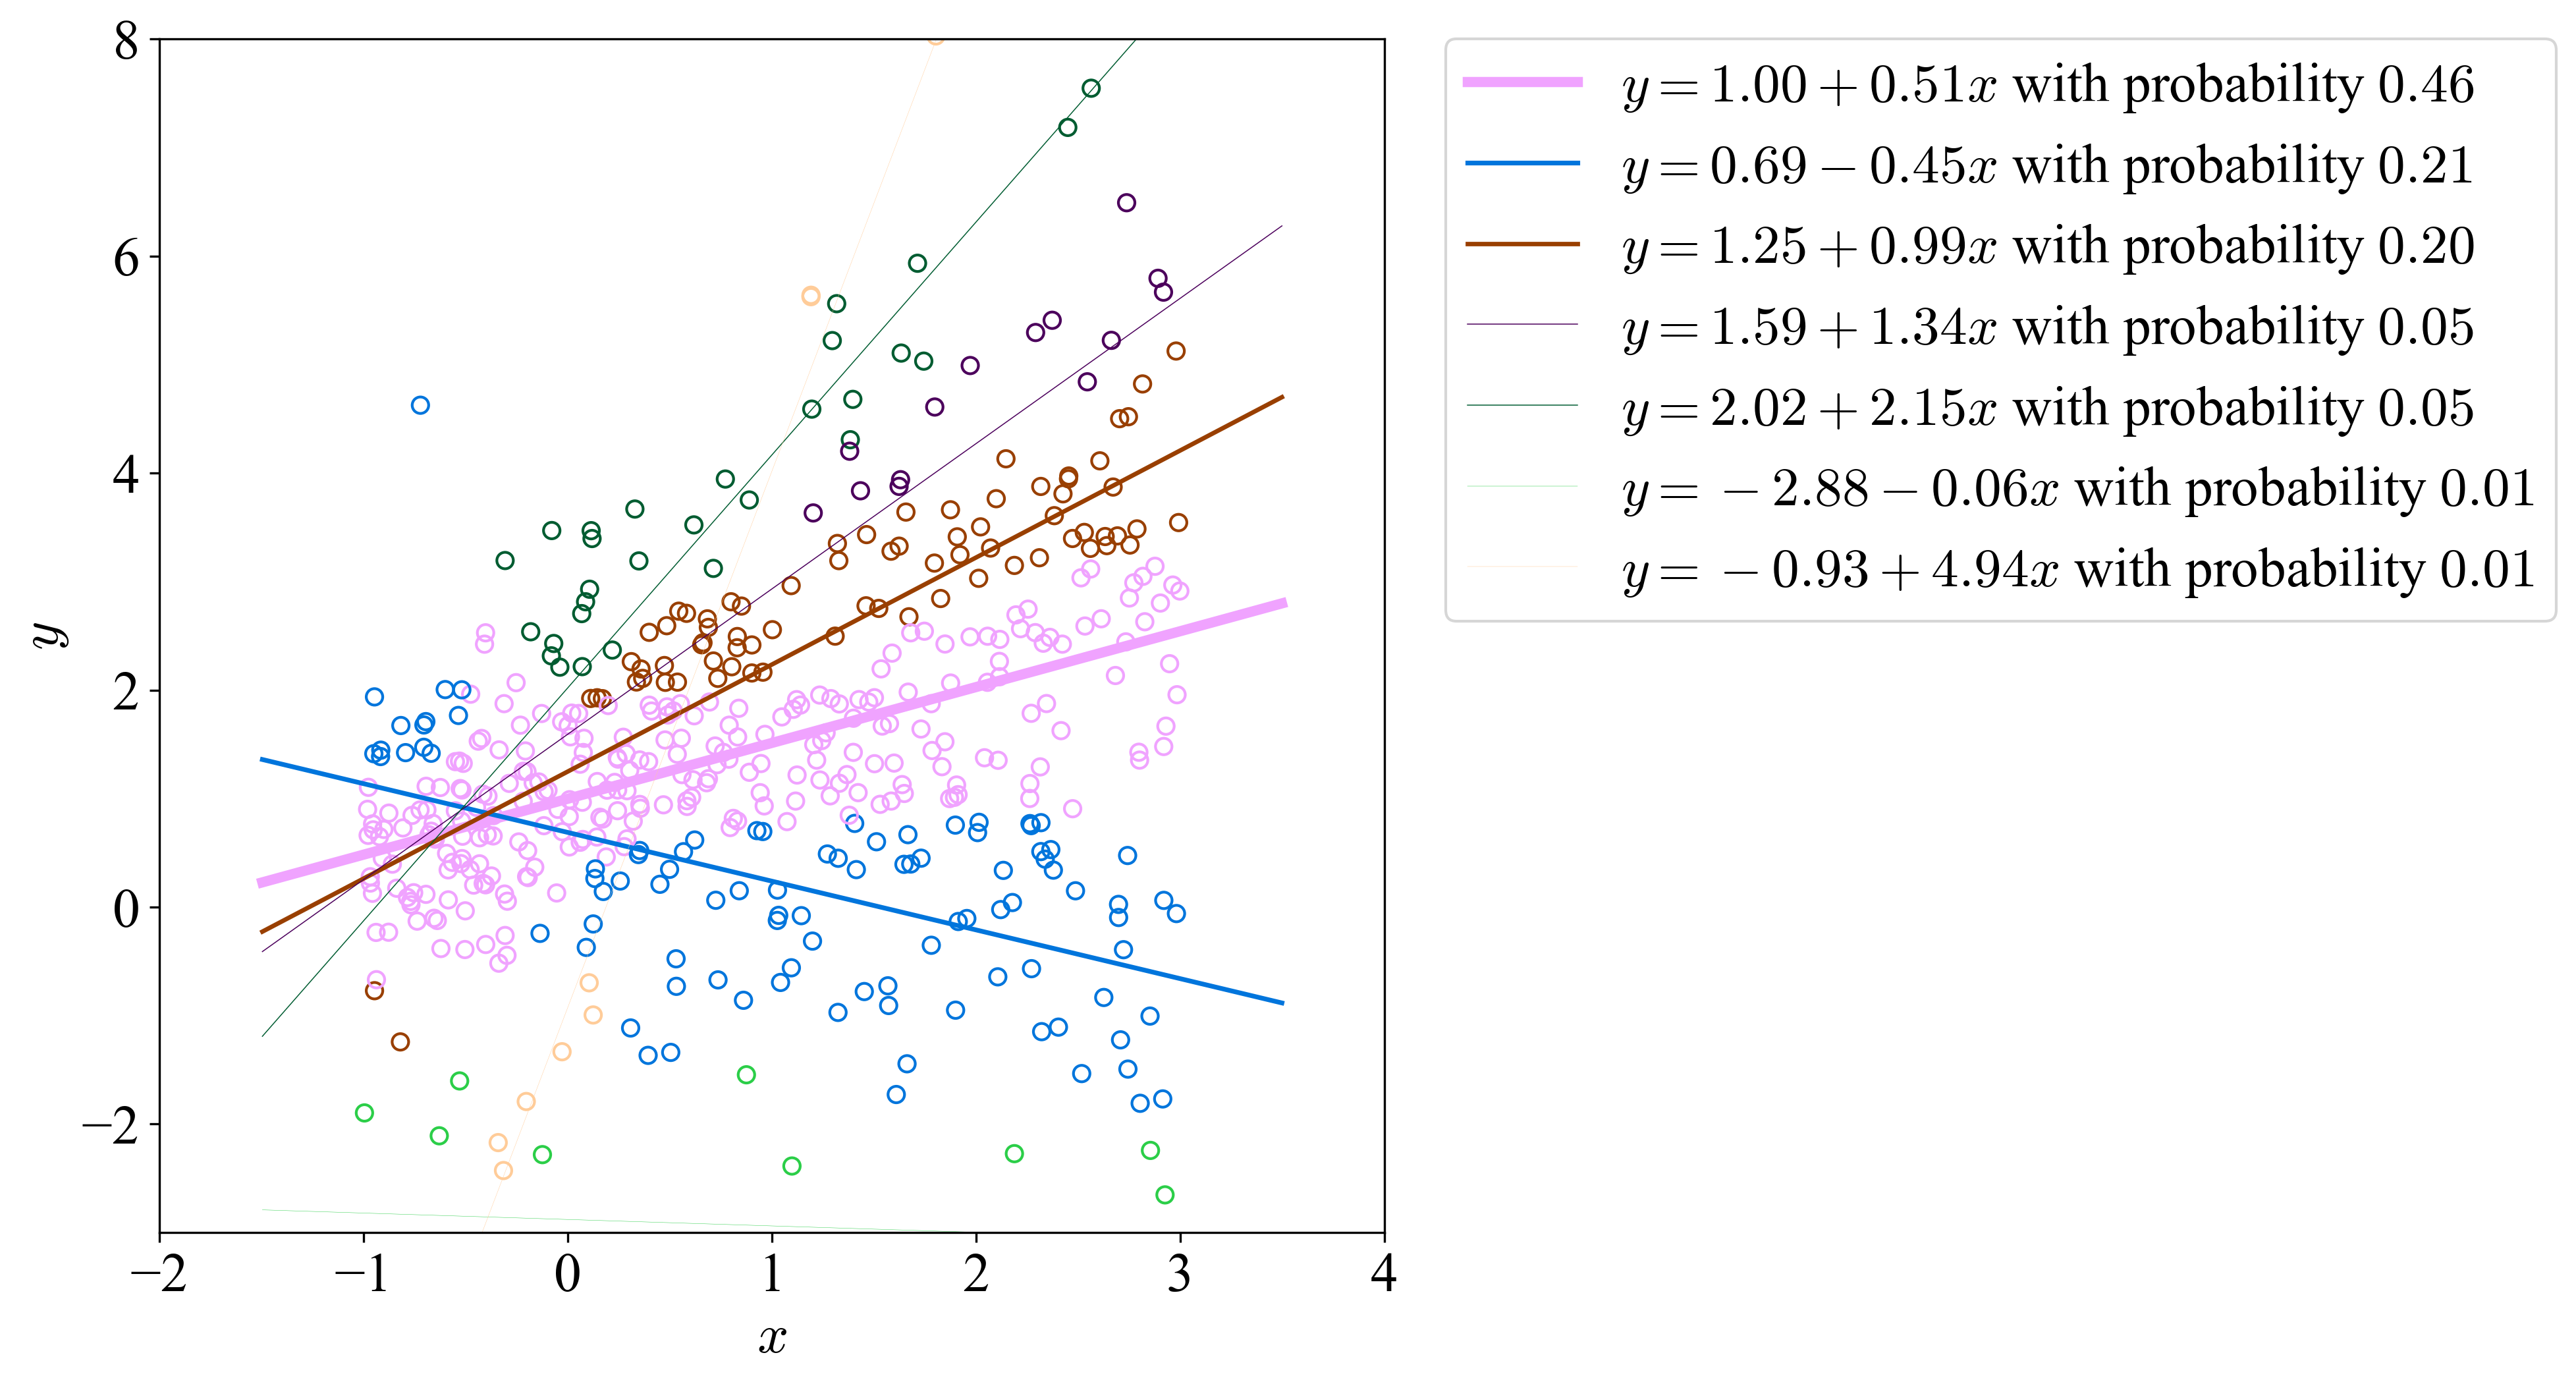 8
6
4
2
0
−2
y
−2 −1 0 1 2 3 4
x
y = 1.00 + 0.51x with probability 0.46
y = 0.69 − 0.45x with probability 0.21
y = 1.25 + 0.99x with probability 0.20
y = 1.59 + 1.34x with probability 0.05
y = 2.02 + 2.15x with probability 0.05
y = − 2.88 − 0.06x with probability 0.01
y = − 0.93 + 4.94x with probability 0.01